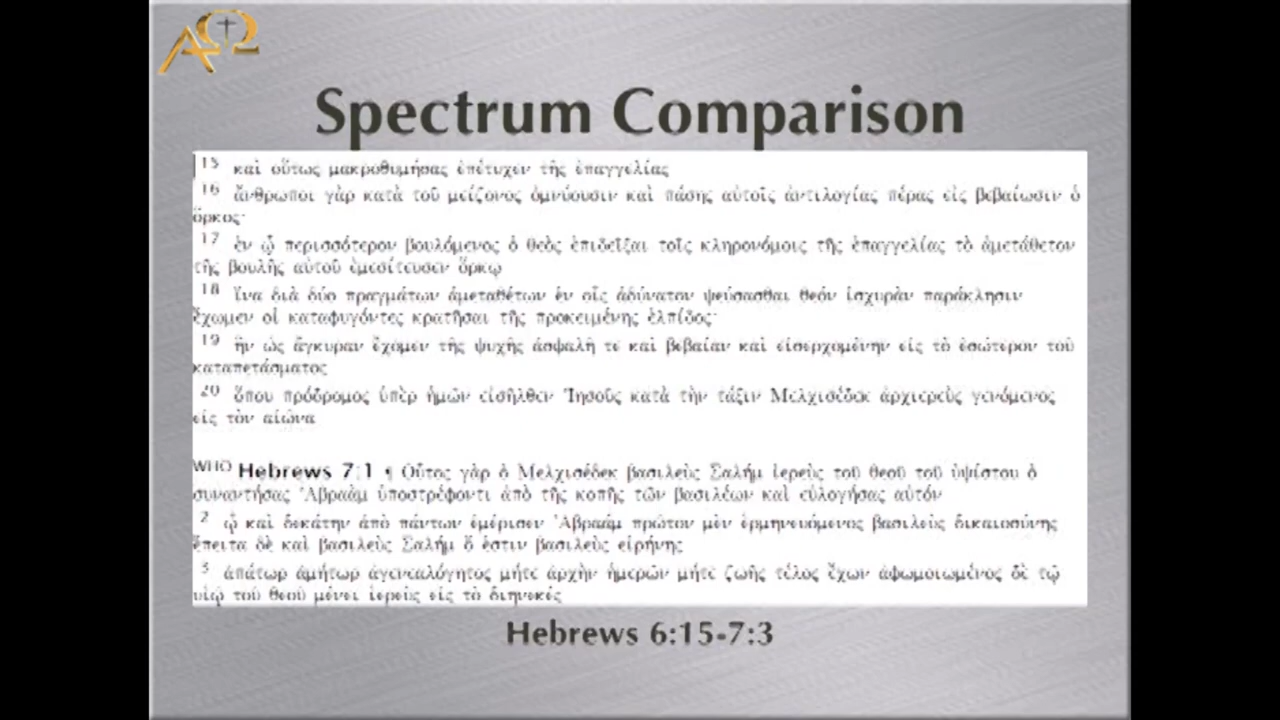 ΑΩ
Spectrum Comparison
15 καὶ οὕτως μακροθυμήσας ἐπέτυχεν τῆς ἐπαγγελίας
16 ἄνθρωποι γὰρ κατὰ τοῦ μείζονος ὀμνύουσιν καὶ πάσης αὐτοῖς ἀντιλογίας πέρας εἰς βεβαίωσιν ὁ
ὅρκος·
17 ἐν ᾧ περισσότερον βουλόμενος ὁ θεὸς ἐπιδεῖξαι τοῖς κληρονόμοις τῆς ἐπαγγελίας τὸ ἀμετάθετον
τῆς βουλῆς αὐτοῦ ἐμεσίτευσεν ὅρκῳ
18 ἵνα διὰ δύο πραγμάτων ἀμεταθέτων ἐν οἷς ἀδύνατον ψεύσασθαι θεόν ἰσχυρὰν παράκλησιν
ἔχωμεν οἱ καταφυγόντες κρατῆσαι τῆς προκειμένης ἐλπίδος·
19 ἣν ὡς ἄγκυραν ἔχομεν τῆς ψυχῆς ἀσφαλῆ τε καὶ βεβαίαν καὶ εἰσερχομένην εἰς τὸ ἐσώτερον τοῦ
καταπετάσματος
20 ὅπου πρόδρομος ὑπὲρ ἡμῶν εἰσῆλθεν Ἰησοῦς κατὰ τὴν τάξιν Μελχισέδεκ ἀρχιερεὺς γενόμενος
εἰς τὸν αἰῶνα
WHO Hebrews 7:1 ¶ Οὗτος γὰρ ὁ Μελχισέδεκ βασιλεὺς Σαλήμ ἱερεὺς τοῦ θεοῦ τοῦ ὑψίστου ὁ
συναντήσας Ἀβραὰμ ὑποστρέφοντι ἀπὸ τῆς κοπῆς τῶν βασιλέων καὶ εὐλογήσας αὐτόν
2 ᾧ καὶ δεκάτην ἀπὸ πάντων ἐμέρισεν Ἀβραάμ πρῶτον μὲν ἑρμηνευόμενος βασιλεὺς δικαιοσύνης
ἔπειτα δὲ καὶ βασιλεὺς Σαλήμ ὅ ἐστιν βασιλεὺς εἰρήνης
3 ἀπάτωρ ἀμήτωρ ἀγενεαλόγητος μήτε ἀρχὴν ἡμερῶν μήτε ζωῆς τέλος ἔχων ἀφωμοιωμένος δὲ τῷ
υἱῷ τοῦ θεοῦ μένει ἱερεὺς εἰς τὸ διηνεκές
Hebrews 6:15-7:3